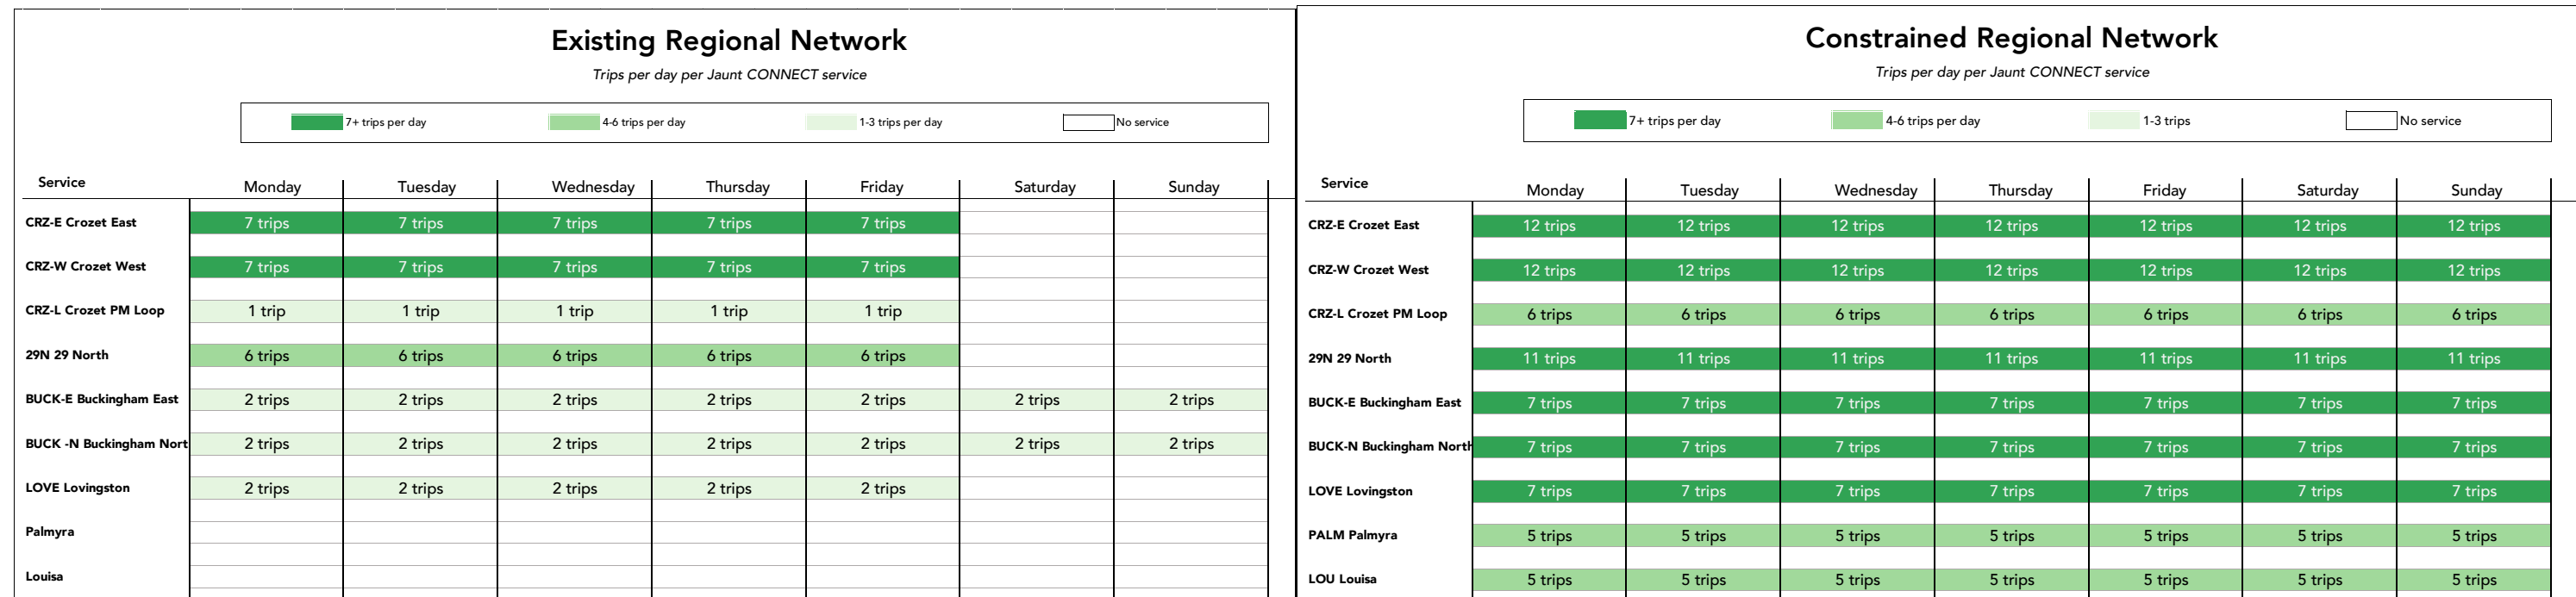 Existing Regional Network
Trips per day per Jaunt CONNECT service
7+ trips per day 4-6 trips per day 1-3 trips per day No service
Service Monday Tuesday Wednesday Thursday Friday Saturday Sunday
CRZ-E Crozet East 7 trips 7 trips 7 trips 7 trips 7 trips
CRZ-W Crozet West 7 trips 7 trips 7 trips 7 trips 7 trips
CRZ-L Crozet PM Loop 1 trip 1 trip 1 trip 1 trip 1 trip
29N 29 North 6 trips 6 trips 6 trips 6 trips 6 trips
BUCK-E Buckingham East 2 trips 2 trips 2 trips 2 trips 2 trips 2 trips 2 trips
BUCK -N Buckingham Nort 2 trips 2 trips 2 trips 2 trips 2 trips 2 trips 2 trips
LOVE Lovingston 2 trips 2 trips 2 trips 2 trips 2 trips
Palmyra
Louisa
Constrained Regional Network
Trips per day per Jaunt CONNECT service
7+ trips per day 4-6 trips per day 1-3 trips No service
Service Monday Tuesday Wednesday Thursday Friday Saturday Sunday
CRZ-E Crozet East 12 trips 12 trips 12 trips 12 trips 12 trips 12 trips 12 trips
CRZ-W Crozet West 12 trips 12 trips 12 trips 12 trips 12 trips 12 trips 12 trips
CRZ-L Crozet PM Loop 6 trips 6 trips 6 trips 6 trips 6 trips 6 trips 6 trips
29N 29 North 11 trips 11 trips 11 trips 11 trips 11 trips 11 trips 11 trips
BUCK-E Buckingham East 7 trips 7 trips 7 trips 7 trips 7 trips 7 trips 7 trips
BUCK-N Buckingham North 7 trips 7 trips 7 trips 7 trips 7 trips 7 trips 7 trips
LOVE Lovingston 7 trips 7 trips 7 trips 7 trips 7 trips 7 trips 7 trips
PALM Palmyra 5 trips 5 trips 5 trips 5 trips 5 trips 5 trips 5 trips
LOU Louisa 5 trips 5 trips 5 trips 5 trips 5 trips 5 trips 5 trips